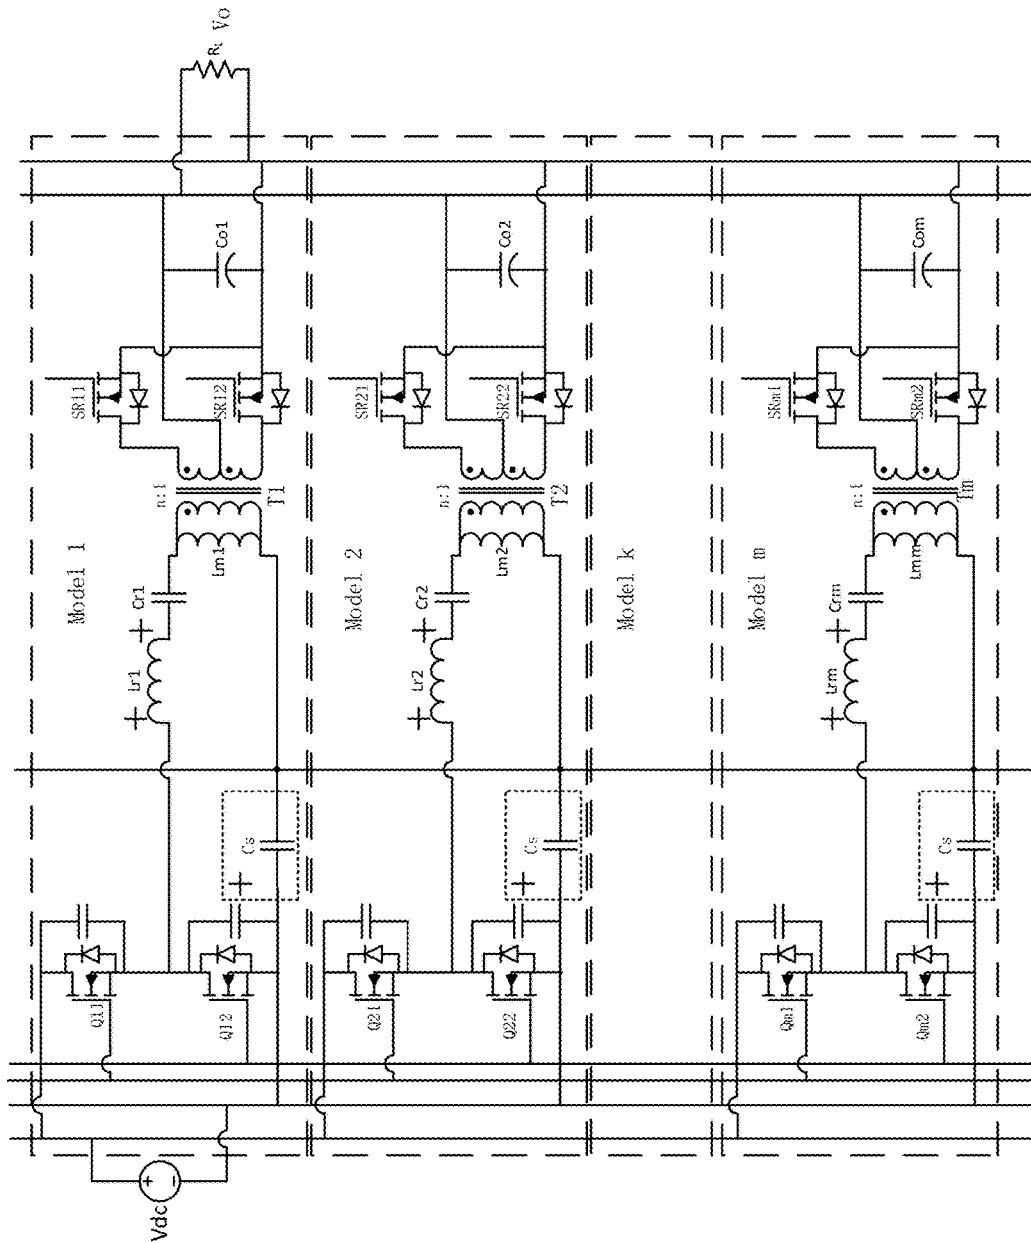 Vdc
Model 1
Q11
Q12
Cs
Lr1
Cr1
Lm1
n:1
T1
SR11
SR12
Co1
RL
Vo
Model 2
Q21
Q22
Cs
Lr2
Cr2
Lm2
n:1
T2
SR21
SR22
Co2
Model k
Model m
Qm1
Qm2
Cs
Lrm
Crm
Lmm
n:1
Tm
SRm1
SRm2
Com